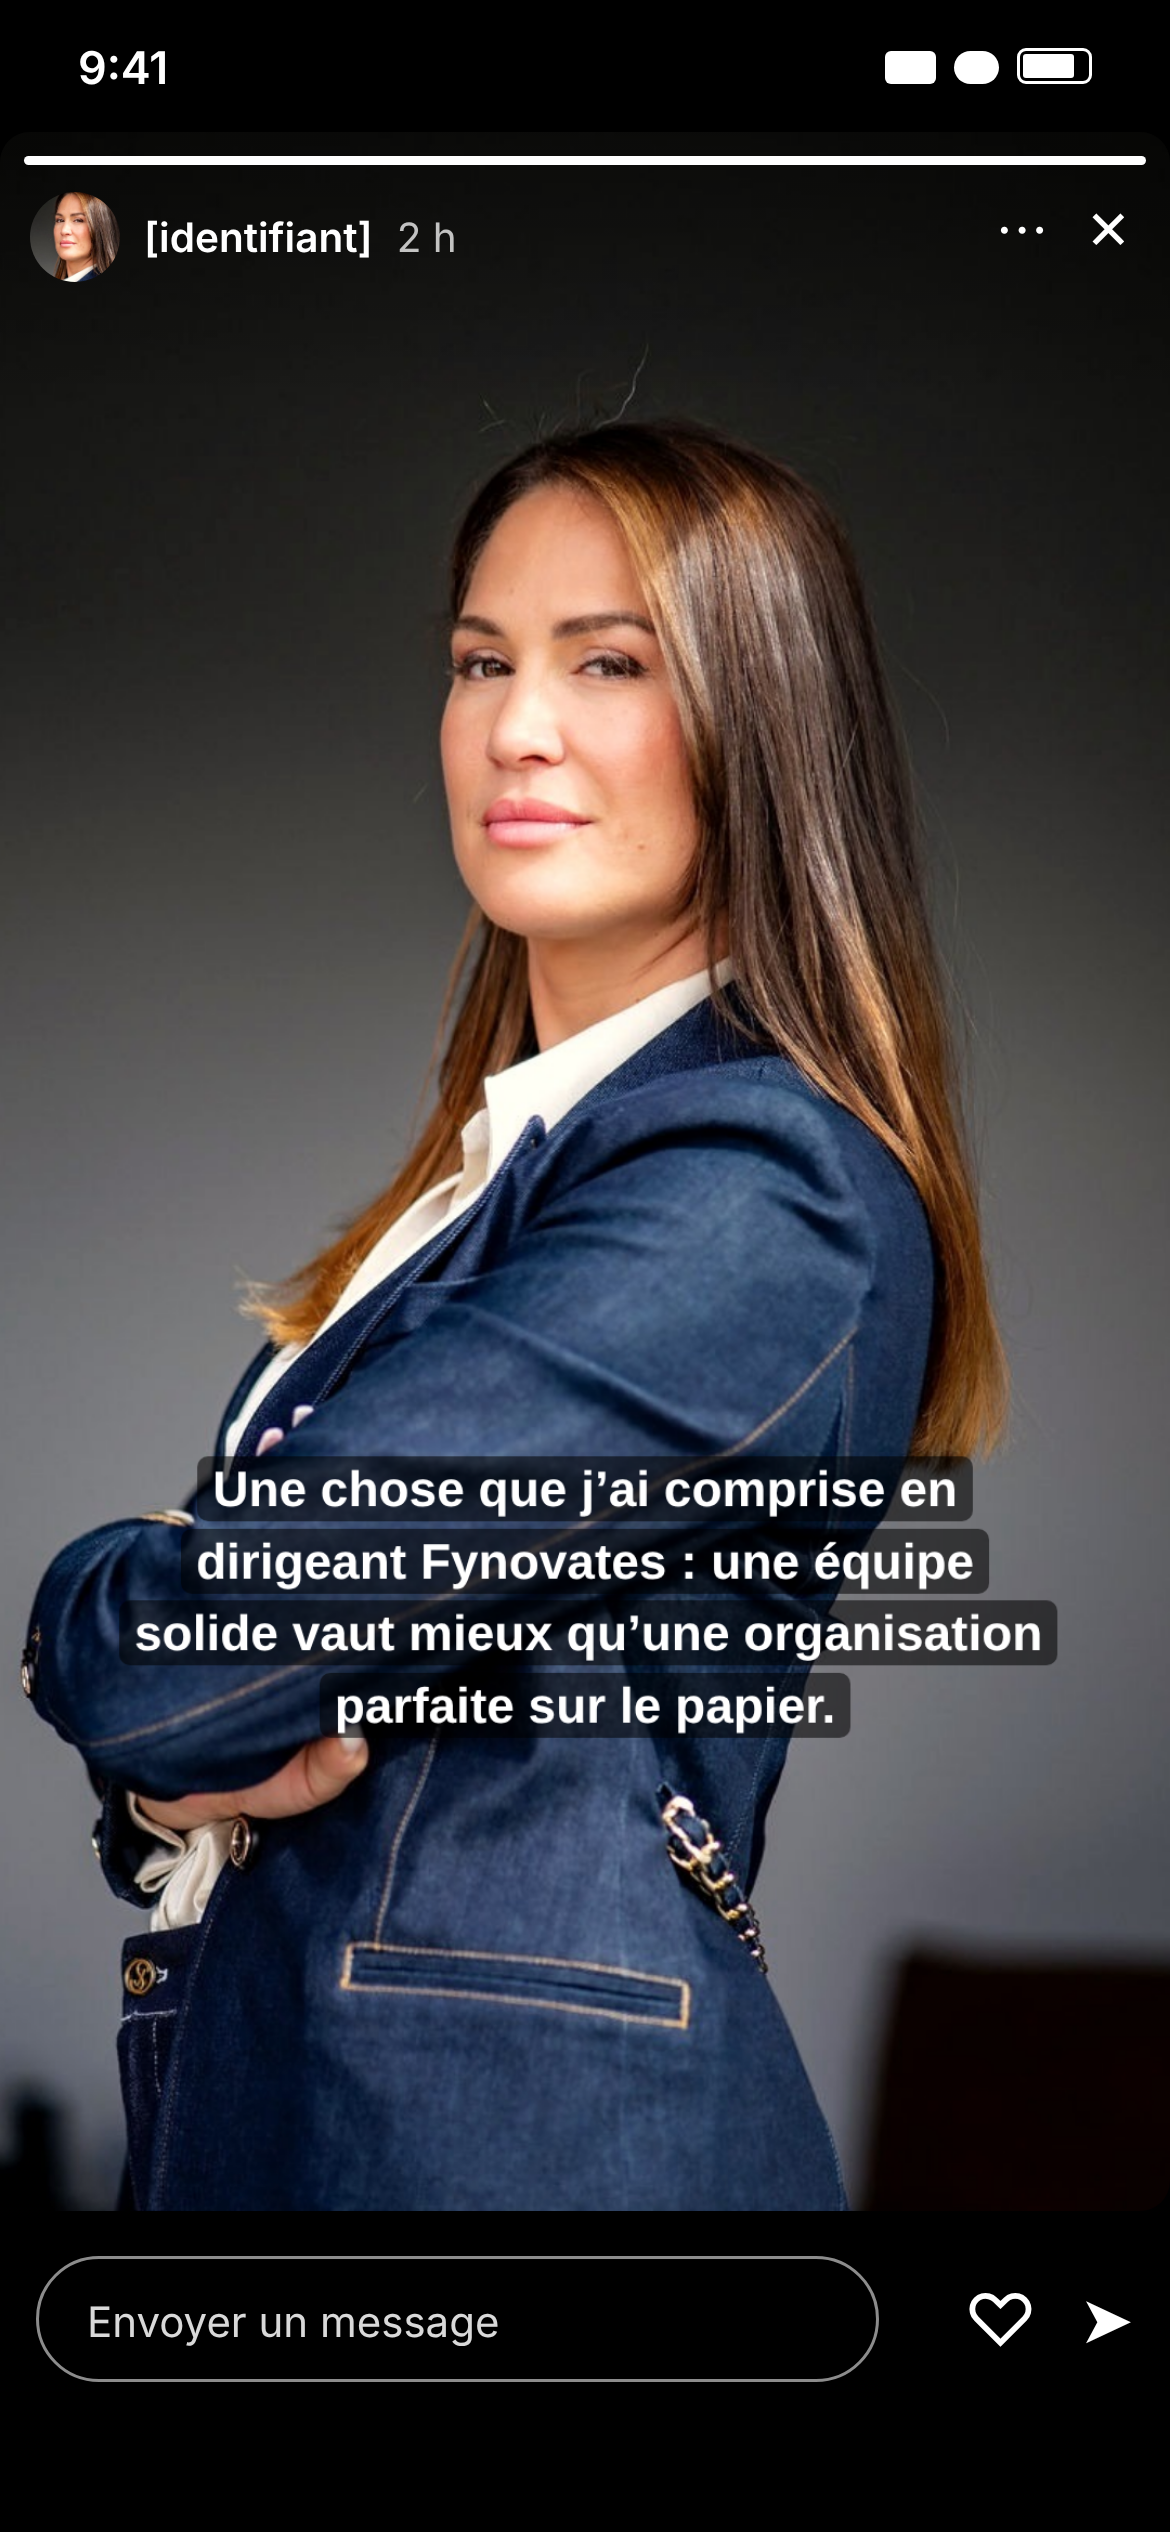 9:41
[identifiant] 2 h
Une chose que j’ai comprise en
dirigeant Fynovates : une équipe
solide vaut mieux qu’une organisation
parfaite sur le papier.
Envoyer un message